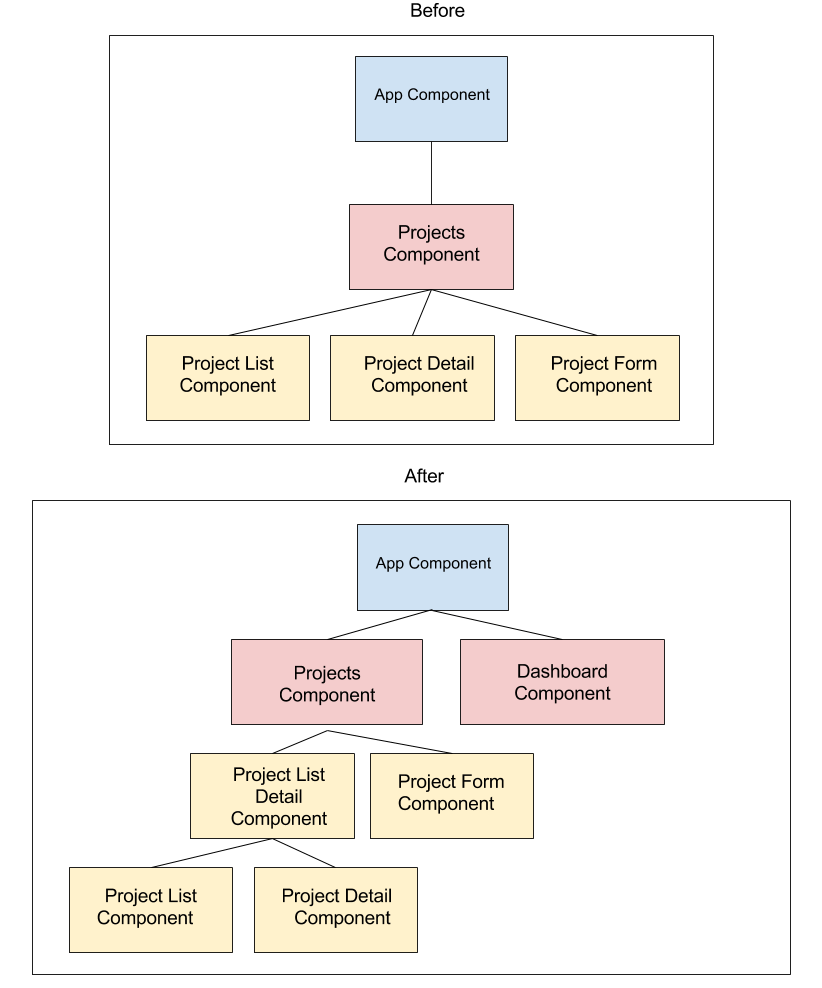 Before
App Component
Projects
Component
Project List
Component
Project Detail
Component
Project Form
Component
After
App Component
Projects
Component
Dashboard
Component
Project List
Detail
Component
Project Form
Component
Project List
Component
Project Detail
Component